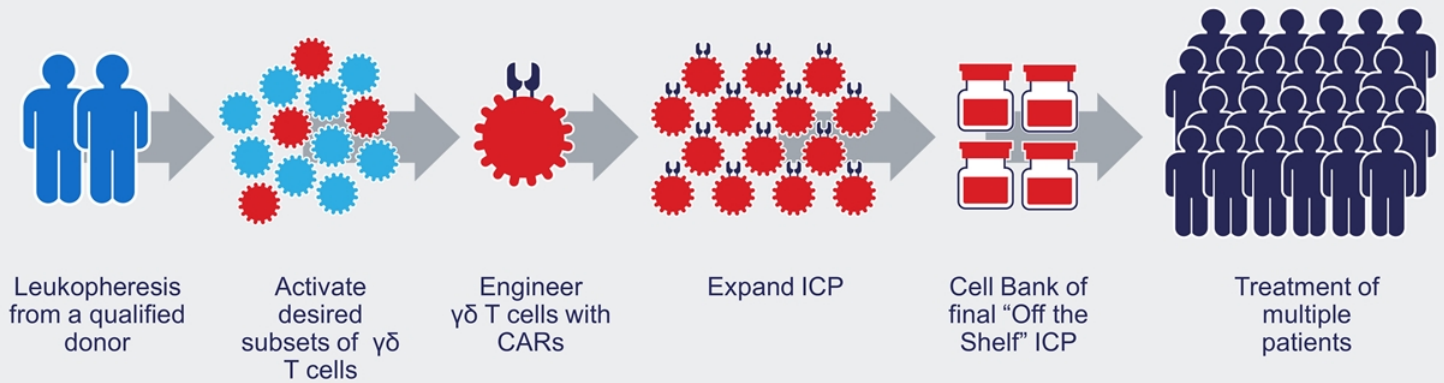 Leukopheresis
from a qualified
donor
Activate
desired
subsets of γδ
T cells
Engineer
γδ T cells with
CARs
Expand ICP
Cell Bank of
final “Off the
Shelf” ICP
Treatment of
multiple
patients